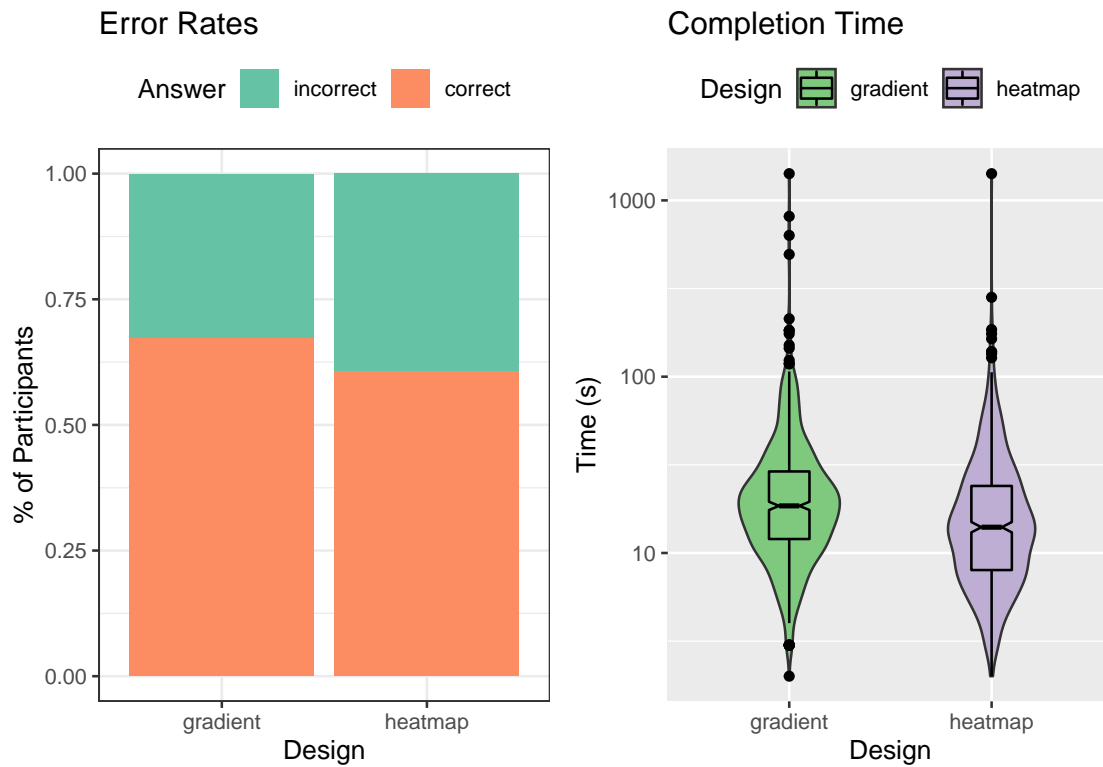 Error Rates
Answer incorrect correct
1.00
0.75
0.50
0.25
0.00
% of Participants
gradient heatmap
Design
Completion Time
Design gradient heatmap
1000
100
10
Time (s)
gradient heatmap
Design